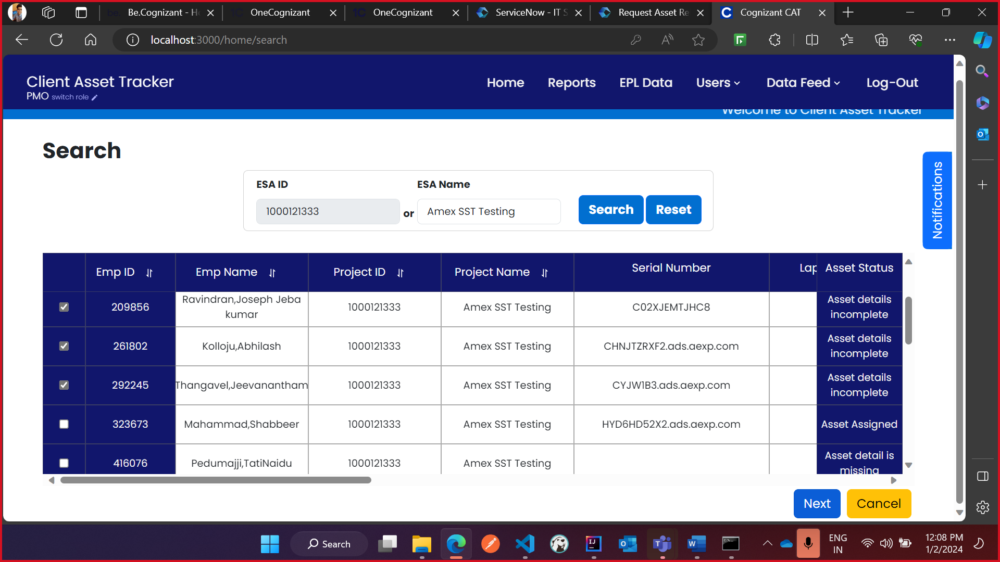 Be.Cognizant - H
OneCognizant
OneCognizant
ServiceNow - IT S
Request Asset Re
Cognizant CAT
localhost:3000/home/search
Client Asset Tracker
PMO switch role
Home
Reports
EPL Data
Users
Data Feed
Log-Out
Welcome to Client Asset Tracker
Search
Notifications
ESA ID
ESA Name
1000121333
or
Amex SST Testing
Search
Reset
Emp ID
Emp Name
Project ID
Project Name
Serial Number
Lap
Asset Status
209856
Ravindran,Joseph Jeba
kumar
1000121333
Amex SST Testing
C02XJEMTJHC8
Asset details
incomplete
261802
Kolloju,Abhilash
1000121333
Amex SST Testing
CHNJTZRXF2.ads.aexp.com
Asset details
incomplete
292245
Thangavel,Jeevanantham
1000121333
Amex SST Testing
CYJW1B3.ads.aexp.com
Asset details
incomplete
323673
Mahammad,Shabbeer
1000121333
Amex SST Testing
HYD6HD52X2.ads.aexp.com
Asset Assigned
416076
Pedumajji,TatiNaidu
1000121333
Amex SST Testing
Asset detail is
missing
Next
Cancel
Search
ENG
IN
12:08 PM
1/2/2024